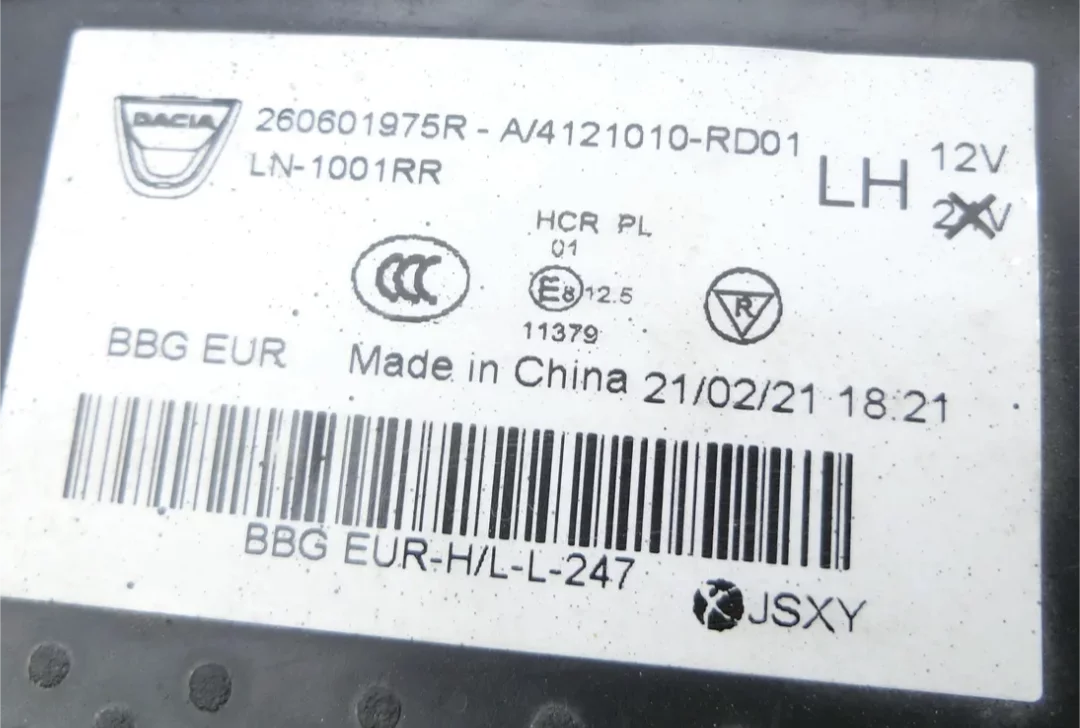 DACIA
260601975R - A/4121010-RD01
LN-1001RR
LH
12V
24V
HCR PL
01
CCC
E8 12.5
R
11379
BBG EUR
Made in China 21/02/21 18:21
BBG EUR-H/L-L-247
JSXY